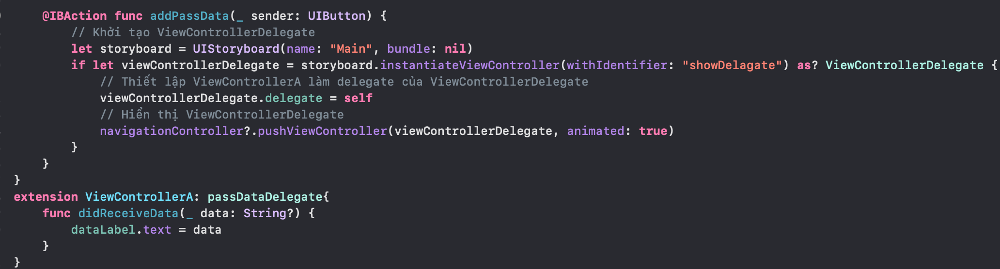 @IBAction func addPassData(_ sender: UIButton) {
// Khởi tạo ViewControllerDelegate
let storyboard = UIStoryboard(name: "Main", bundle: nil)
if let viewControllerDelegate = storyboard.instantiateViewController(withIdentifier: "showDelagate") as? ViewControllerDelegate {
// Thiết lập ViewControllerA làm delegate của ViewControllerDelegate
viewControllerDelegate.delegate = self
// Hiển thị ViewControllerDelegate
navigationController?.pushViewController(viewControllerDelegate, animated: true)
}
}
}
extension ViewControllerA: passDataDelegate{
func didReceiveData(_ data: String?) {
dataLabel.text = data
}
}